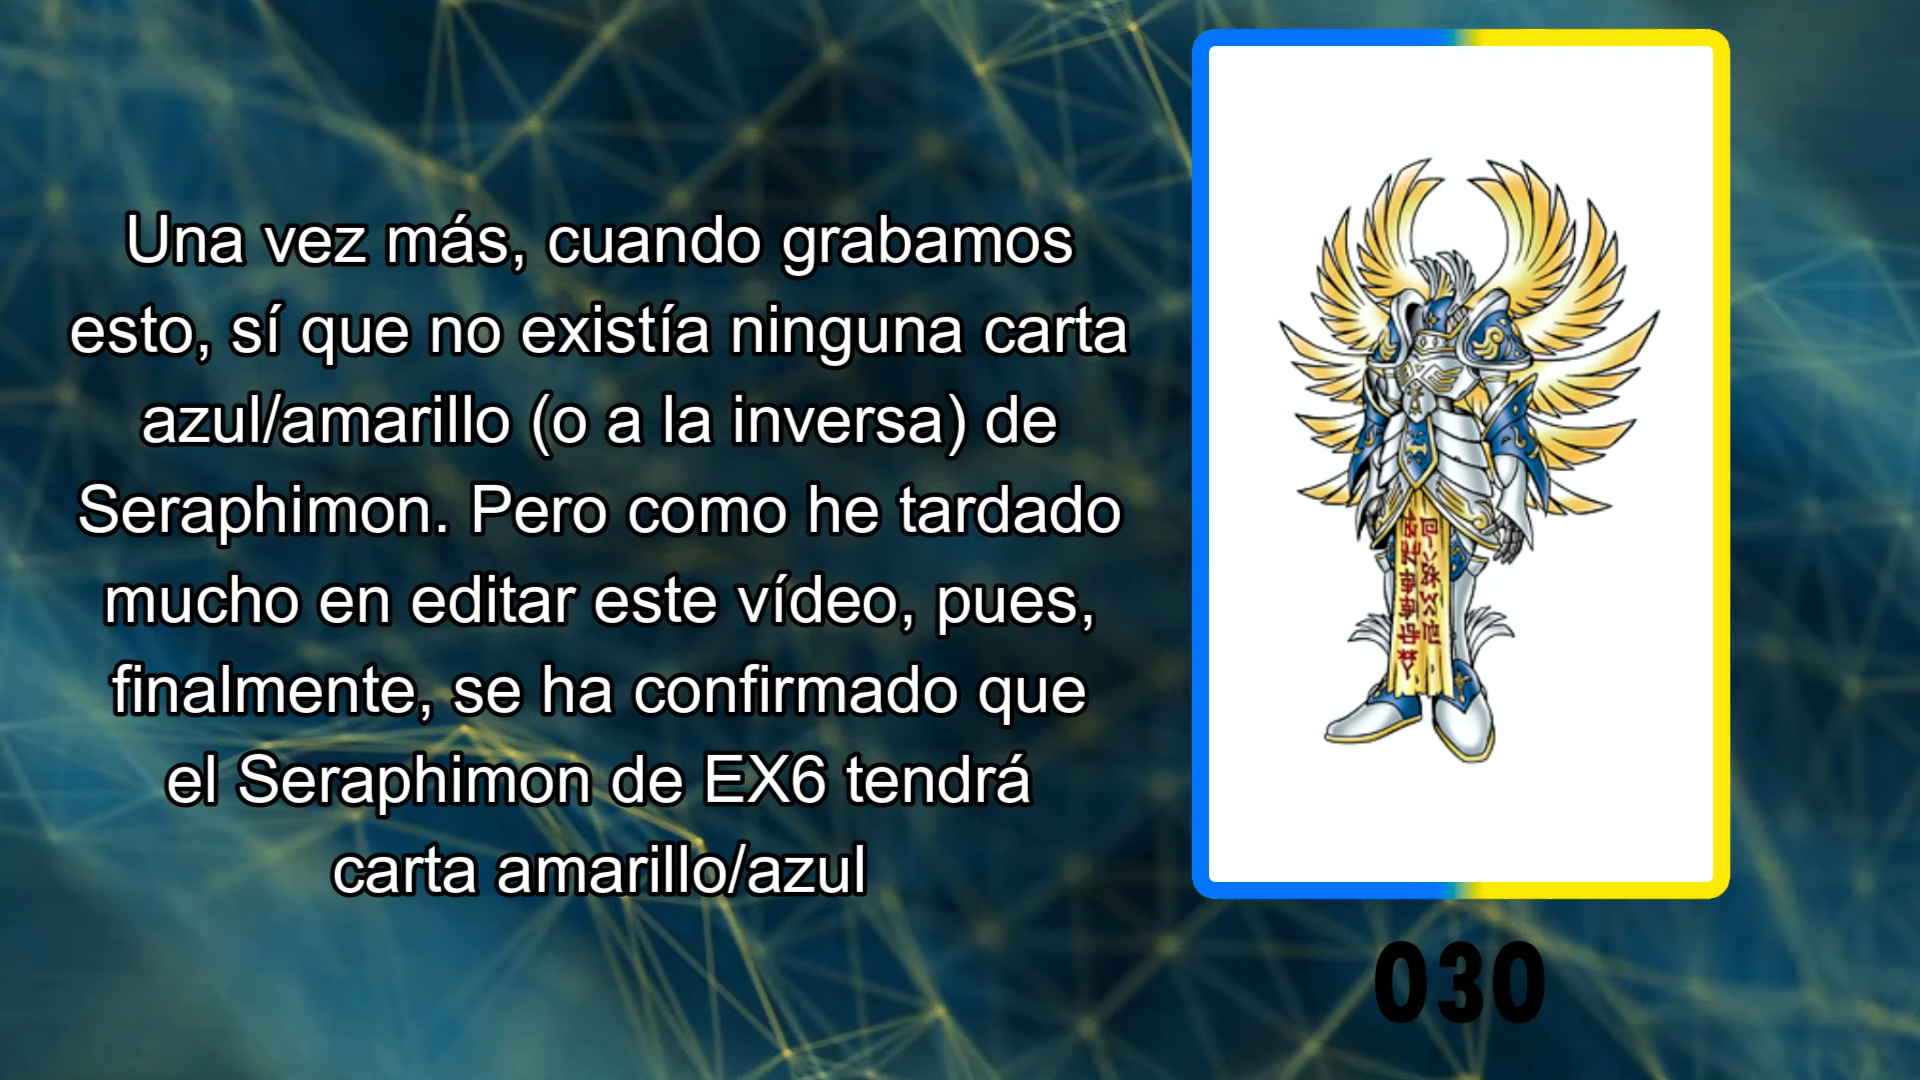 Una vez más, cuando grabamos
esto, sí que no existía ninguna carta
azul/amarillo (o a la inversa) de
Seraphimon. Pero como he tardado
mucho en editar este vídeo, pues,
finalmente, se ha confirmado que
el Seraphimon de EX6 tendrá
carta amarillo/azul
030